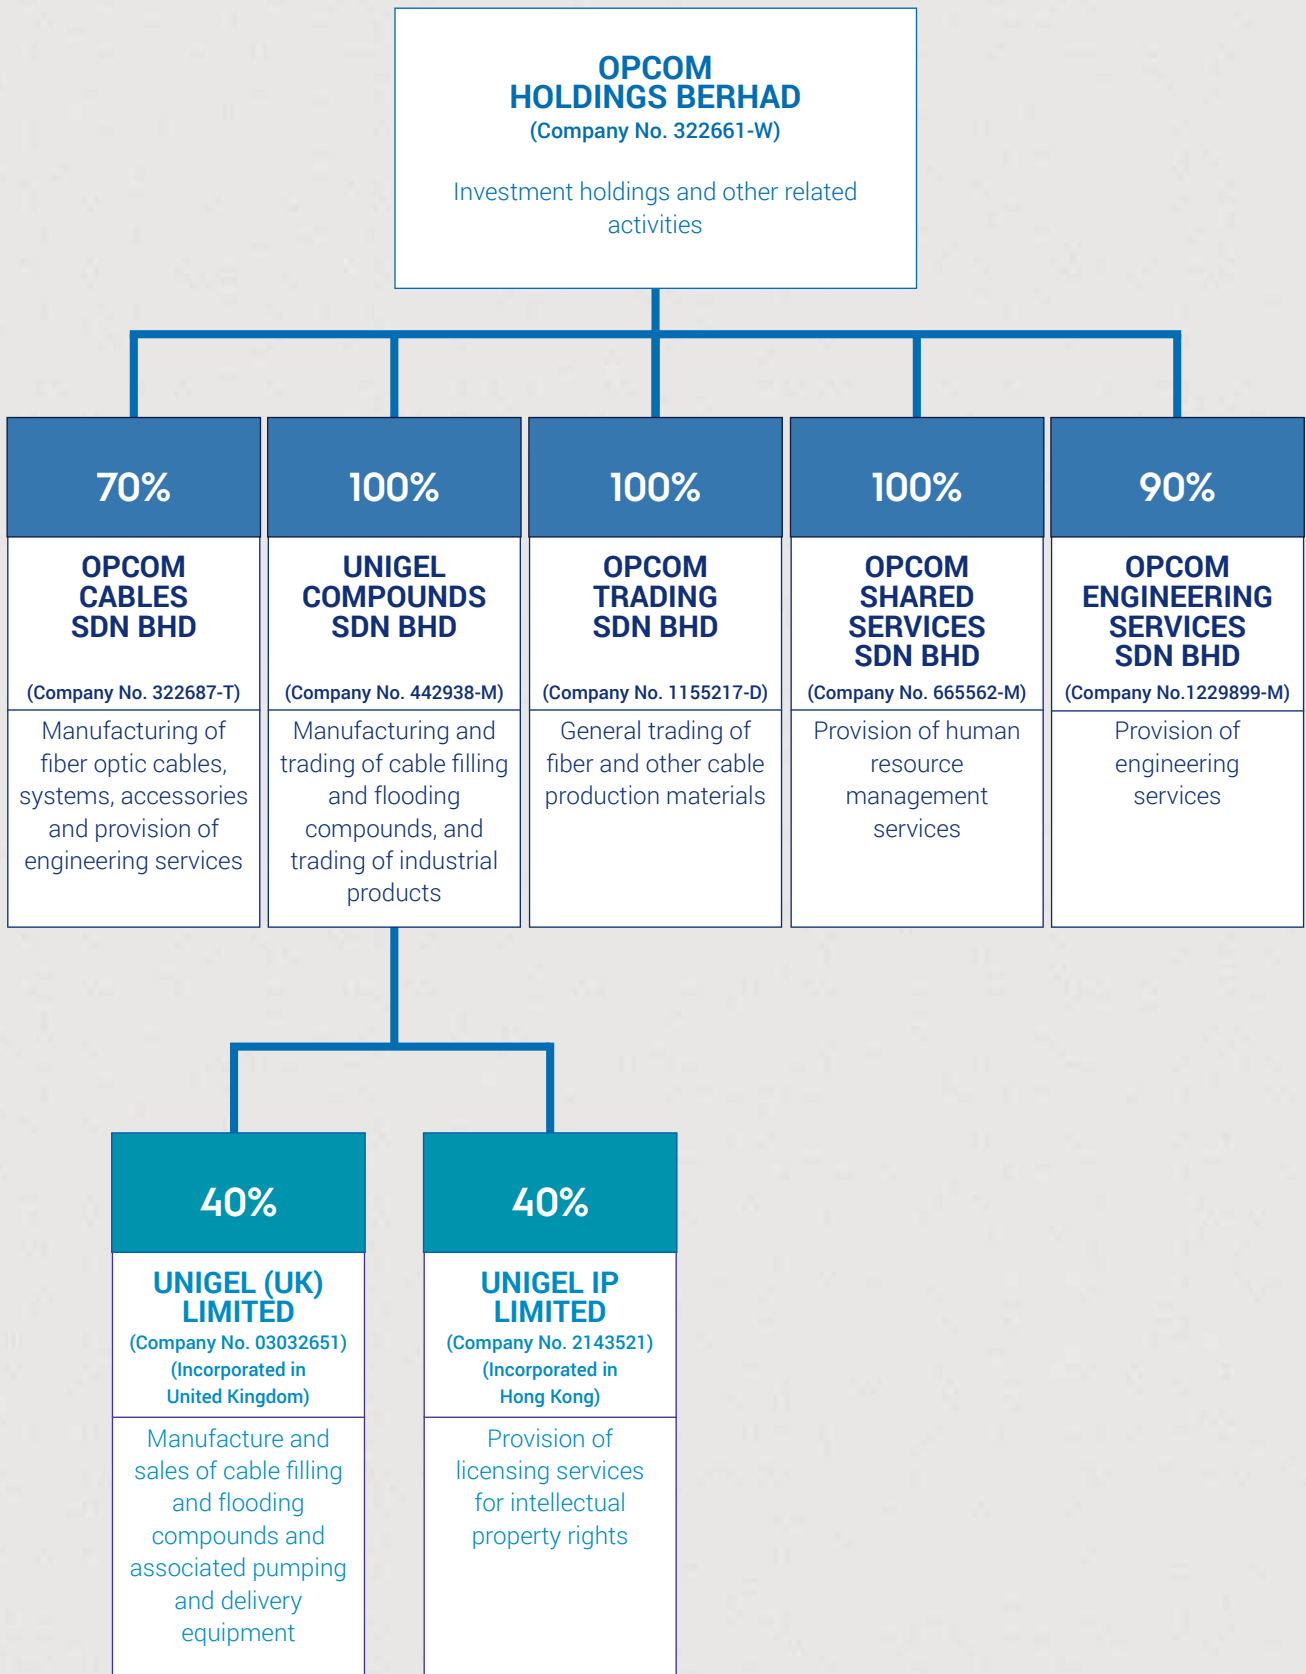 OPCOM
HOLDINGS BERHAD
(Company No. 322661-W)
Investment holdings and other related
activities
70%
OPCOM
CABLES
SDN BHD
(Company No. 322687-T)
Manufacturing of
fiber optic cables,
systems, accessories
and provision of
engineering services
100%
UNIGEL
COMPOUNDS
SDN BHD
(Company No. 442938-M)
Manufacturing and
trading of cable filling
and flooding
compounds, and
trading of industrial
products
100%
OPCOM
TRADING
SDN BHD
(Company No. 1155217-D)
General trading of
fiber and other cable
production materials
100%
OPCOM
SHARED
SERVICES
SDN BHD
(Company No. 665562-M)
Provision of human
resource
management
services
90%
OPCOM
ENGINEERING
SERVICES
SDN BHD
(Company No.1229899-M)
Provision of
engineering
services
40%
UNIGEL (UK)
LIMITED
(Company No. 03032651)
(Incorporated in
United Kingdom)
Manufacture and
sales of cable filling
and flooding
compounds and
associated pumping
and delivery
equipment
40%
UNIGEL IP
LIMITED
(Company No. 2143521)
(Incorporated in
Hong Kong)
Provision of
licensing services
for intellectual
property rights